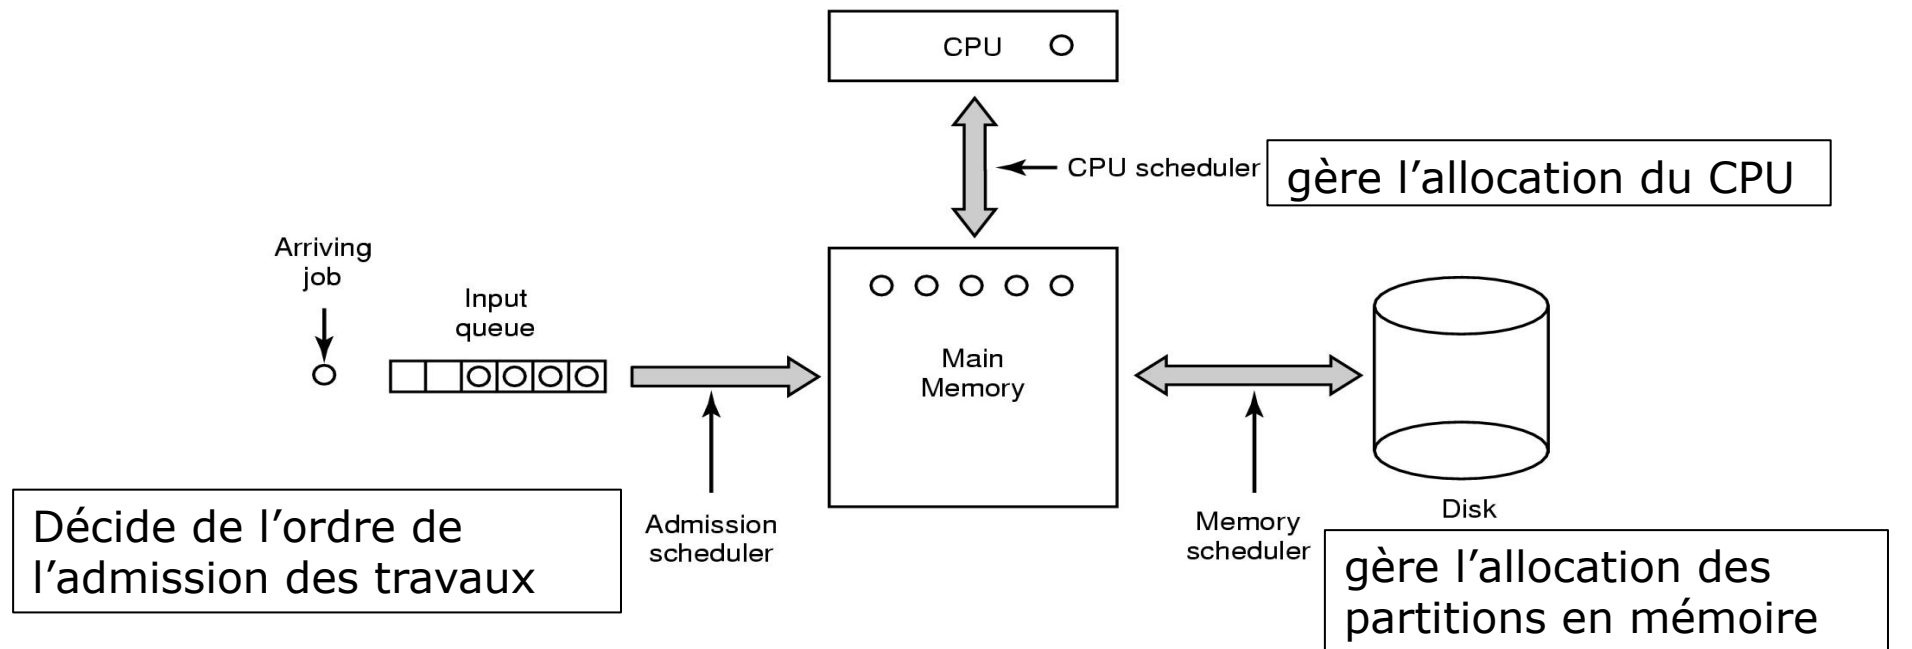 CPU
CPU scheduler
gère l’allocation du CPU
Arriving
job
Input
queue
Main
Memory
Décide de l’ordre de
l’admission des travaux
Admission
scheduler
Memory
scheduler
Disk
gère l’allocation des
partitions en mémoire